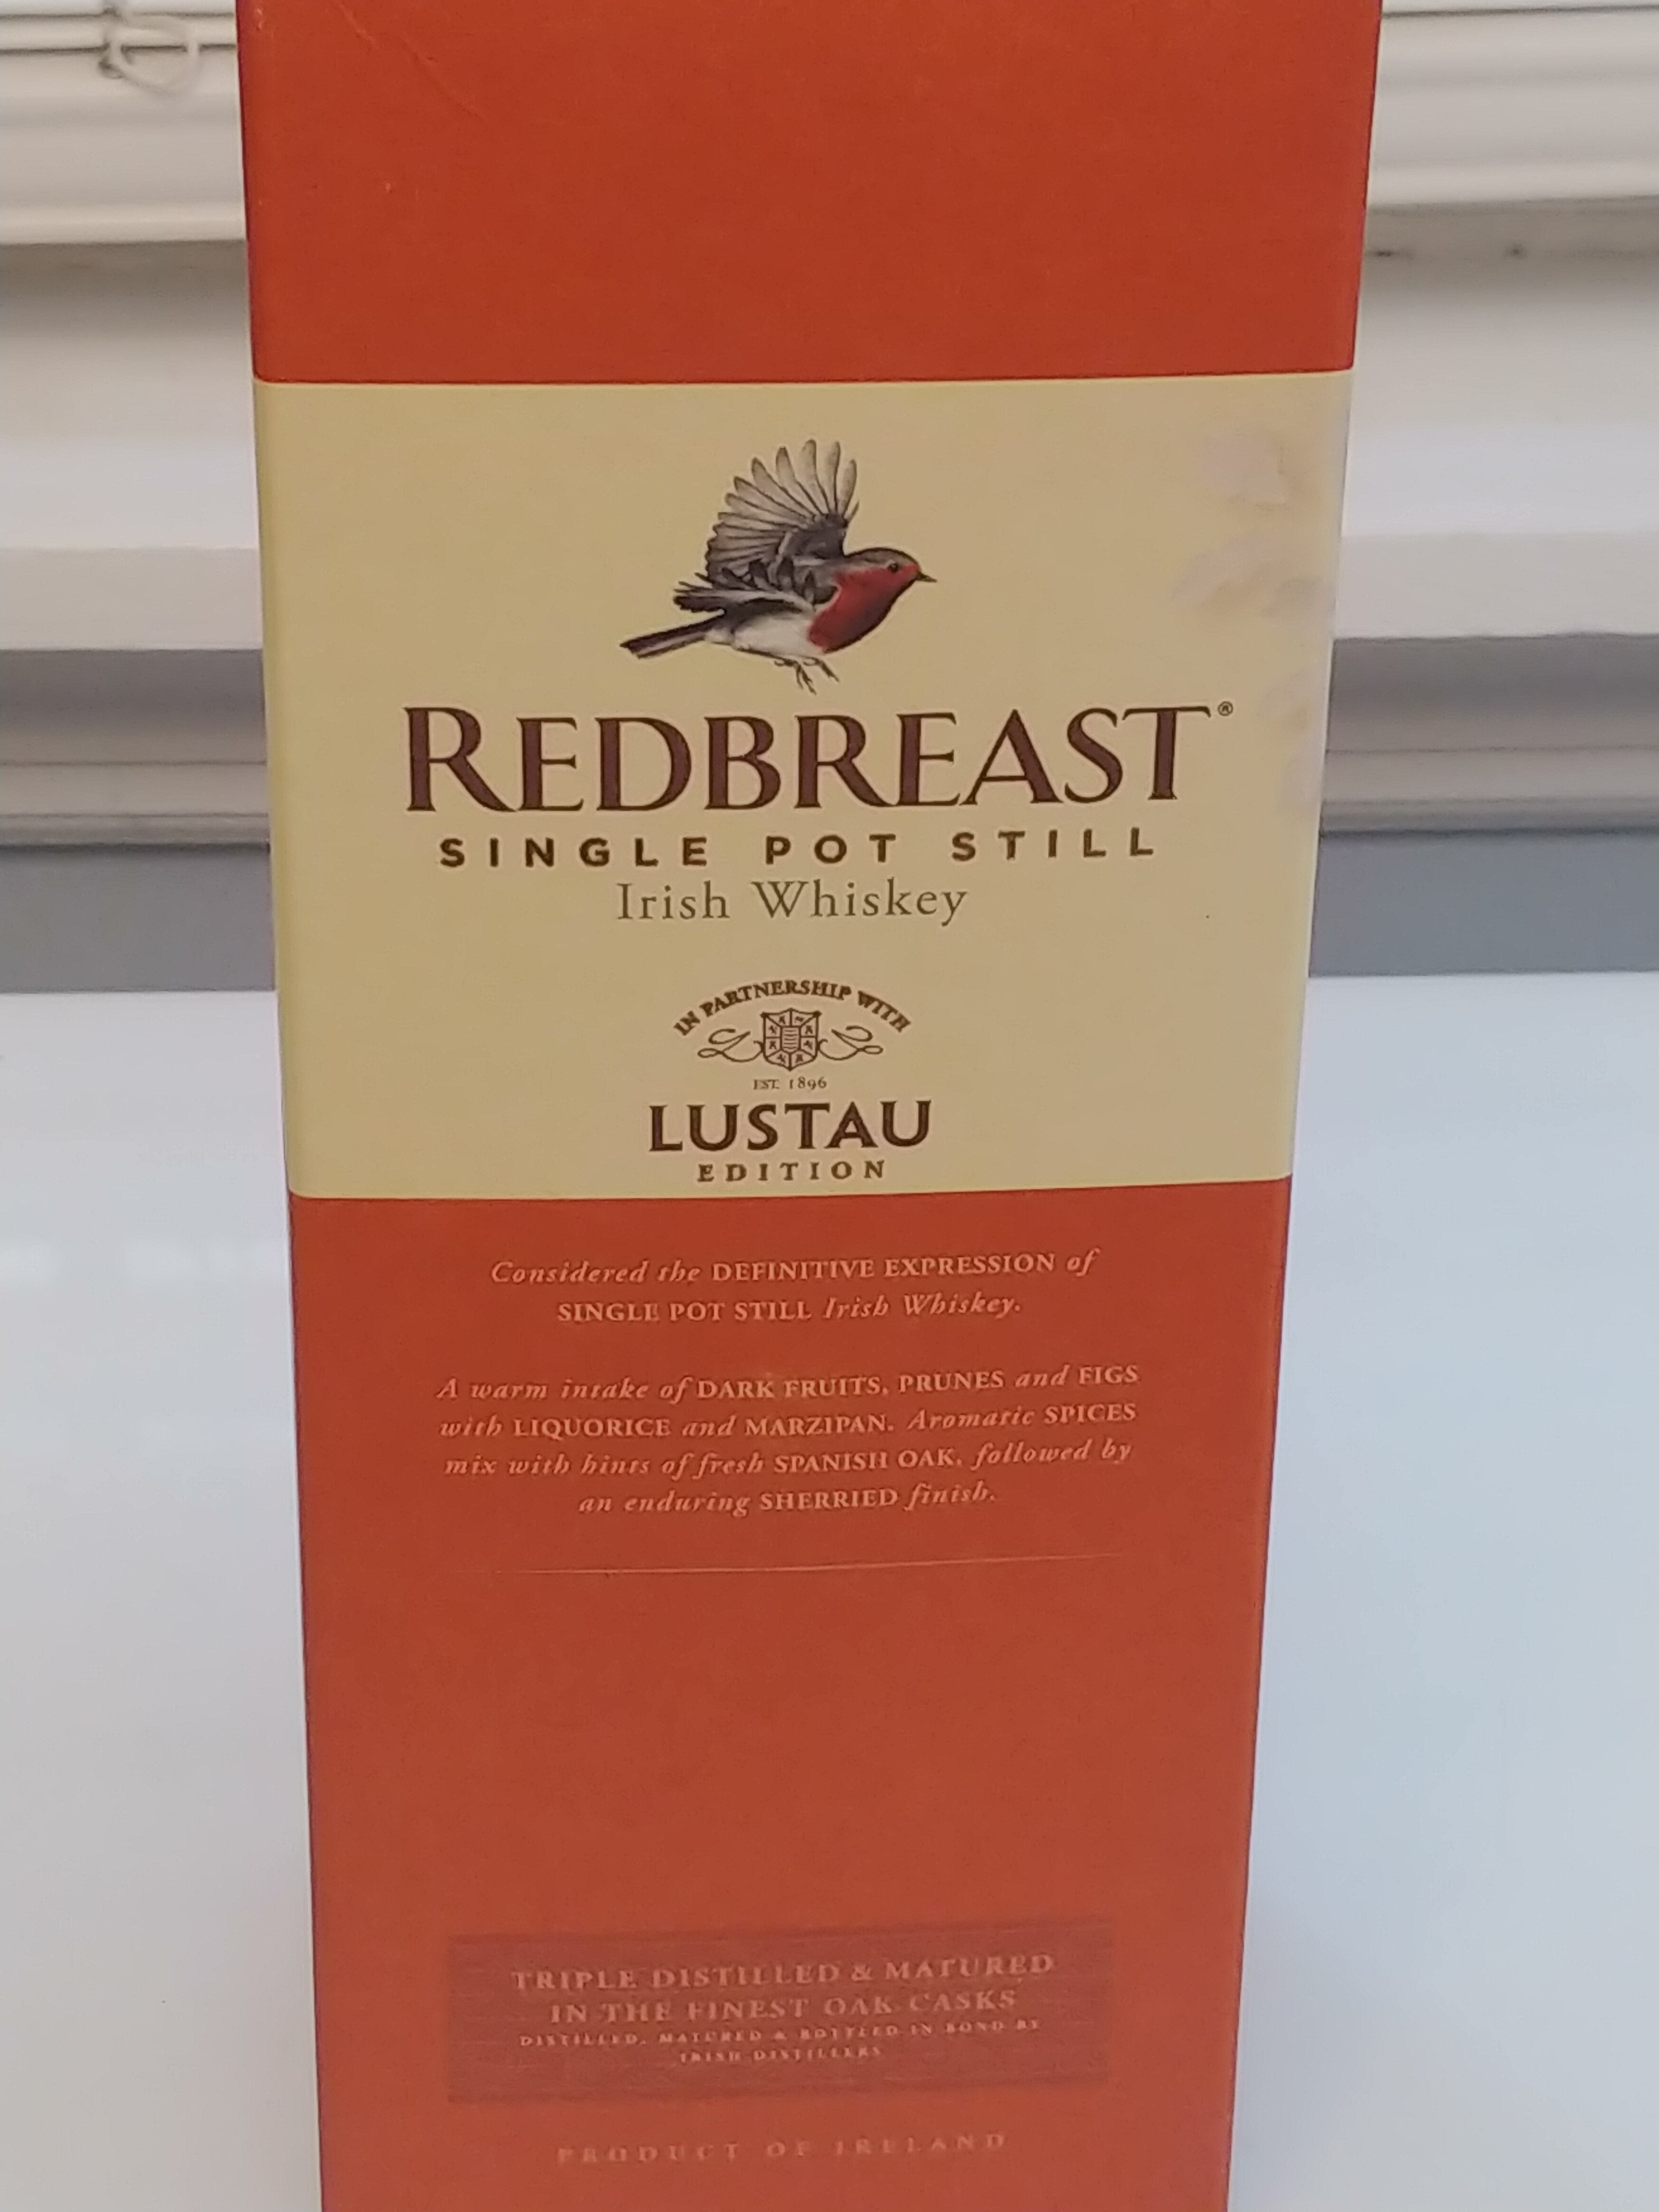 REDBREAST®
SINGLE POT STILL
Irish Whiskey
IN PARTNERSHIP WITH
EST. 1896
LUSTAU
EDITION
Considered the DEFINITIVE EXPRESSION of
SINGLE POT STILL Irish Whiskey.
A warm intake of DARK FRUITS, PRUNES and FIGS
with LIQUORICE and MARZIPAN. Aromatic SPICES
mix with hints of fresh SPANISH OAK, followed by
an enduring SHERRIED finish.
TRIPLE DISTILLED & MATURED
IN THE FINEST OAK CASKS
DISTILLED, MATURED & BOTTLED IN BOND BY
IRISH DISTILLERS
PRODUCT OF IRELAND